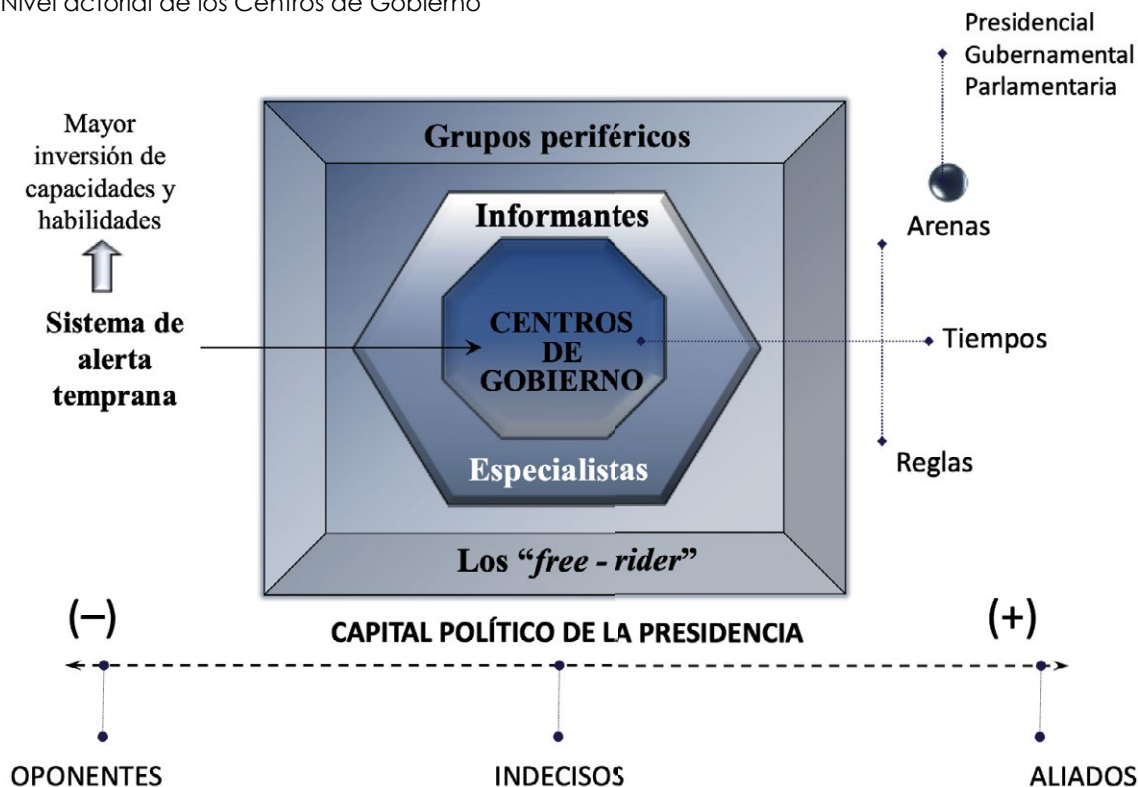 Nivel actorial de los Centros de Gobierno
Presidencial
Gubernamental
Parlamentaria
Mayor
inversión de
capacidades y
habilidades
Sistema de
alerta
temprana
Grupos periféricos
Informantes
CENTROS
DE
GOBIERNO
Especialistas
Los “free - rider”
Arenas
Tiempos
Reglas
(–)
CAPITAL POLÍTICO DE LA PRESIDENCIA
(+)
OPONENTES
INDECISOS
ALIADOS